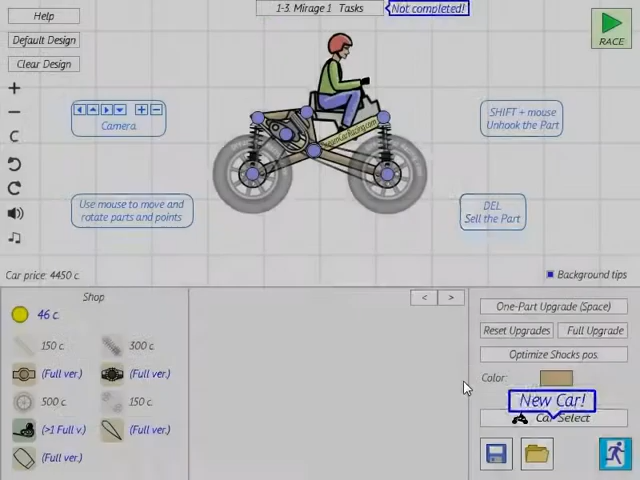 Help
1-3. Mirage 1 Tasks
Not completed!
Default Design
RACE
Clear Design
Camera
SHIFT + mouse
Unhook the Part
Use mouse to move and
rotate parts and points
DEL
Sell the Part
Car price: 4450 c.
Background tips
Shop
< >
46 c.
One-Part Upgrade (Space)
150 c. 300 c.
Reset Upgrades Full Upgrade
(Full ver.) (Full ver.)
Optimize Shocks pos.
Color:
500 c. 150 c.
New Car!
Car Select
(>1 Full v.) (Full ver.)
(Full ver.)